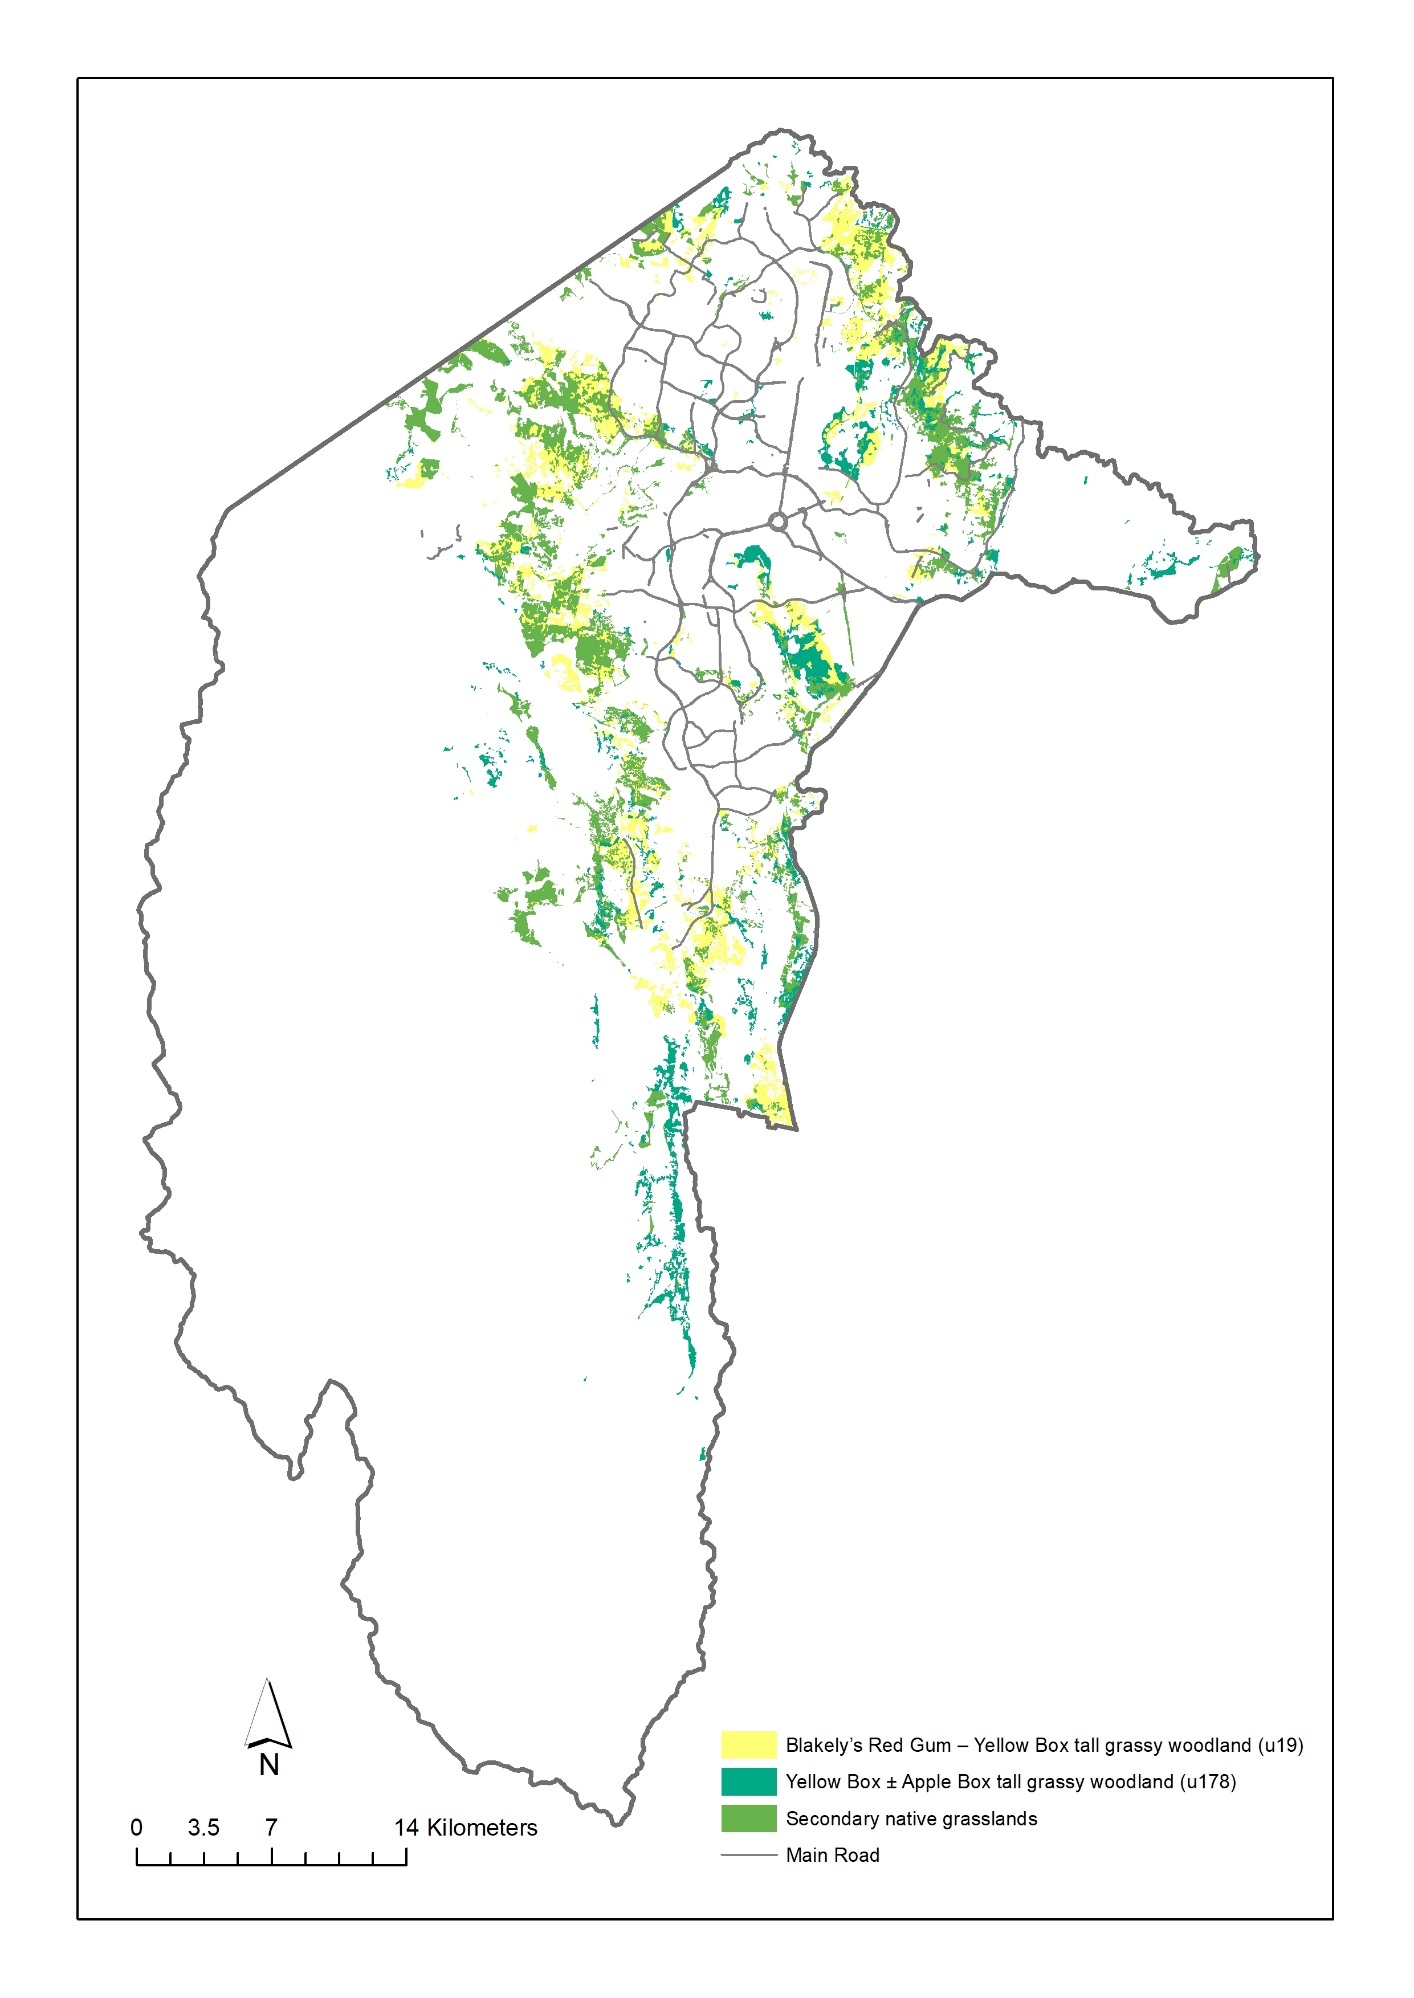 N
0 3.5 7 14 Kilometers
Blakely’s Red Gum – Yellow Box tall grassy woodland (u19)
Yellow Box ± Apple Box tall grassy woodland (u178)
Secondary native grasslands
Main Road